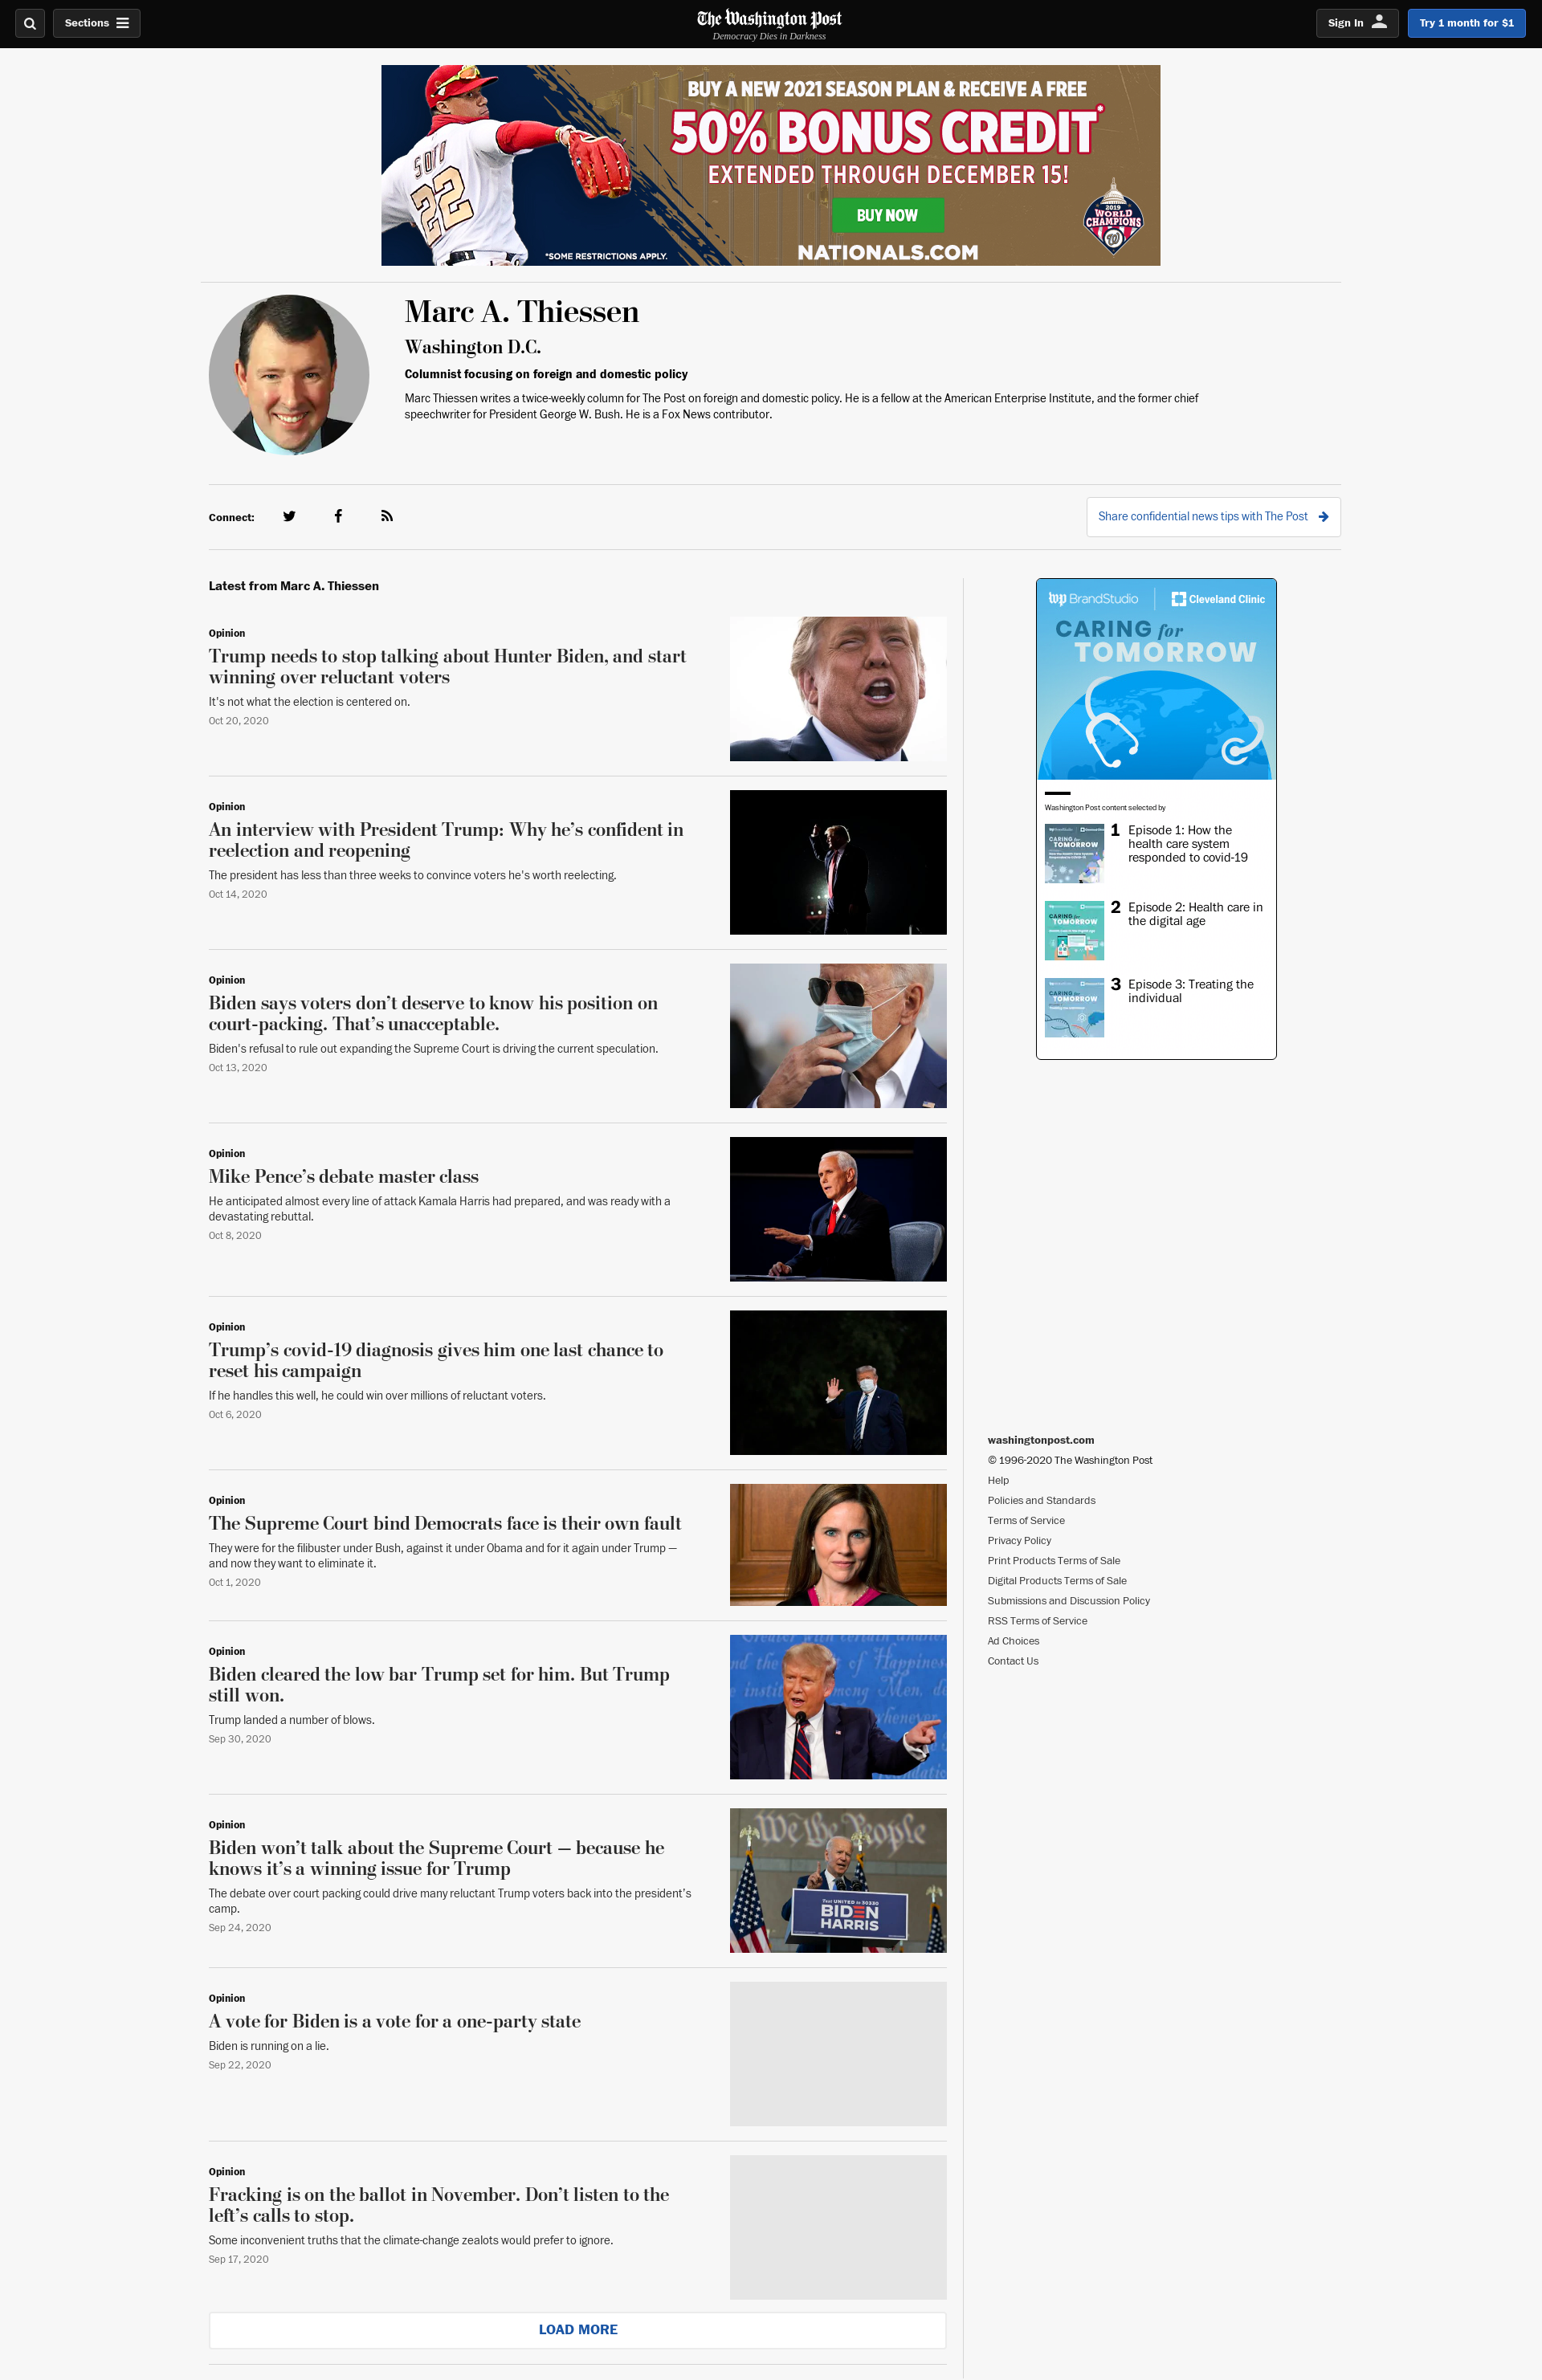 Sections
The Washington Post
Democracy Dies in Darkness
Sign In
Try 1 month for $1
BUY A NEW 2021 SEASON PLAN & RECEIVE A FREE
50% BONUS CREDIT*
EXTENDED THROUGH DECEMBER 15!
BUY NOW
*SOME RESTRICTIONS APPLY.
NATIONALS.COM
2019
WORLD
CHAMPIONS
SOTO
22
Marc A. Thiessen
Washington D.C.
Columnist focusing on foreign and domestic policy
Marc Thiessen writes a twice-weekly column for The Post on foreign and domestic policy. He is a fellow at the American Enterprise Institute, and the former chief
speechwriter for President George W. Bush. He is a Fox News contributor.
Connect:
Share confidential news tips with The Post
Latest from Marc A. Thiessen
Opinion
Trump needs to stop talking about Hunter Biden, and start
winning over reluctant voters
It's not what the election is centered on.
Oct 20, 2020
Opinion
An interview with President Trump: Why he’s confident in
reelection and reopening
The president has less than three weeks to convince voters he's worth reelecting.
Oct 14, 2020
Opinion
Biden says voters don’t deserve to know his position on
court-packing. That’s unacceptable.
Biden's refusal to rule out expanding the Supreme Court is driving the current speculation.
Oct 13, 2020
Opinion
Mike Pence’s debate master class
He anticipated almost every line of attack Kamala Harris had prepared, and was ready with a
devastating rebuttal.
Oct 8, 2020
Opinion
Trump’s covid-19 diagnosis gives him one last chance to
reset his campaign
If he handles this well, he could win over millions of reluctant voters.
Oct 6, 2020
Opinion
The Supreme Court bind Democrats face is their own fault
They were for the filibuster under Bush, against it under Obama and for it again under Trump —
and now they want to eliminate it.
Oct 1, 2020
Opinion
Biden cleared the low bar Trump set for him. But Trump
still won.
Trump landed a number of blows.
Sep 30, 2020
Opinion
Biden won’t talk about the Supreme Court — because he
knows it’s a winning issue for Trump
The debate over court packing could drive many reluctant Trump voters back into the president’s
camp.
Sep 24, 2020
We the People
BIDEN
HARRIS
Opinion
A vote for Biden is a vote for a one-party state
Biden is running on a lie.
Sep 22, 2020
Opinion
Fracking is on the ballot in November. Don’t listen to the
left’s calls to stop.
Some inconvenient truths that the climate-change zealots would prefer to ignore.
Sep 17, 2020
LOAD MORE
wp BrandStudio
Cleveland Clinic
CARING for
TOMORROW
Washington Post content selected by
1 Episode 1: How the
health care system
responded to covid-19
2 Episode 2: Health care in
the digital age
3 Episode 3: Treating the
individual
washingtonpost.com
© 1996-2020 The Washington Post
Help
Policies and Standards
Terms of Service
Privacy Policy
Print Products Terms of Sale
Digital Products Terms of Sale
Submissions and Discussion Policy
RSS Terms of Service
Ad Choices
Contact Us